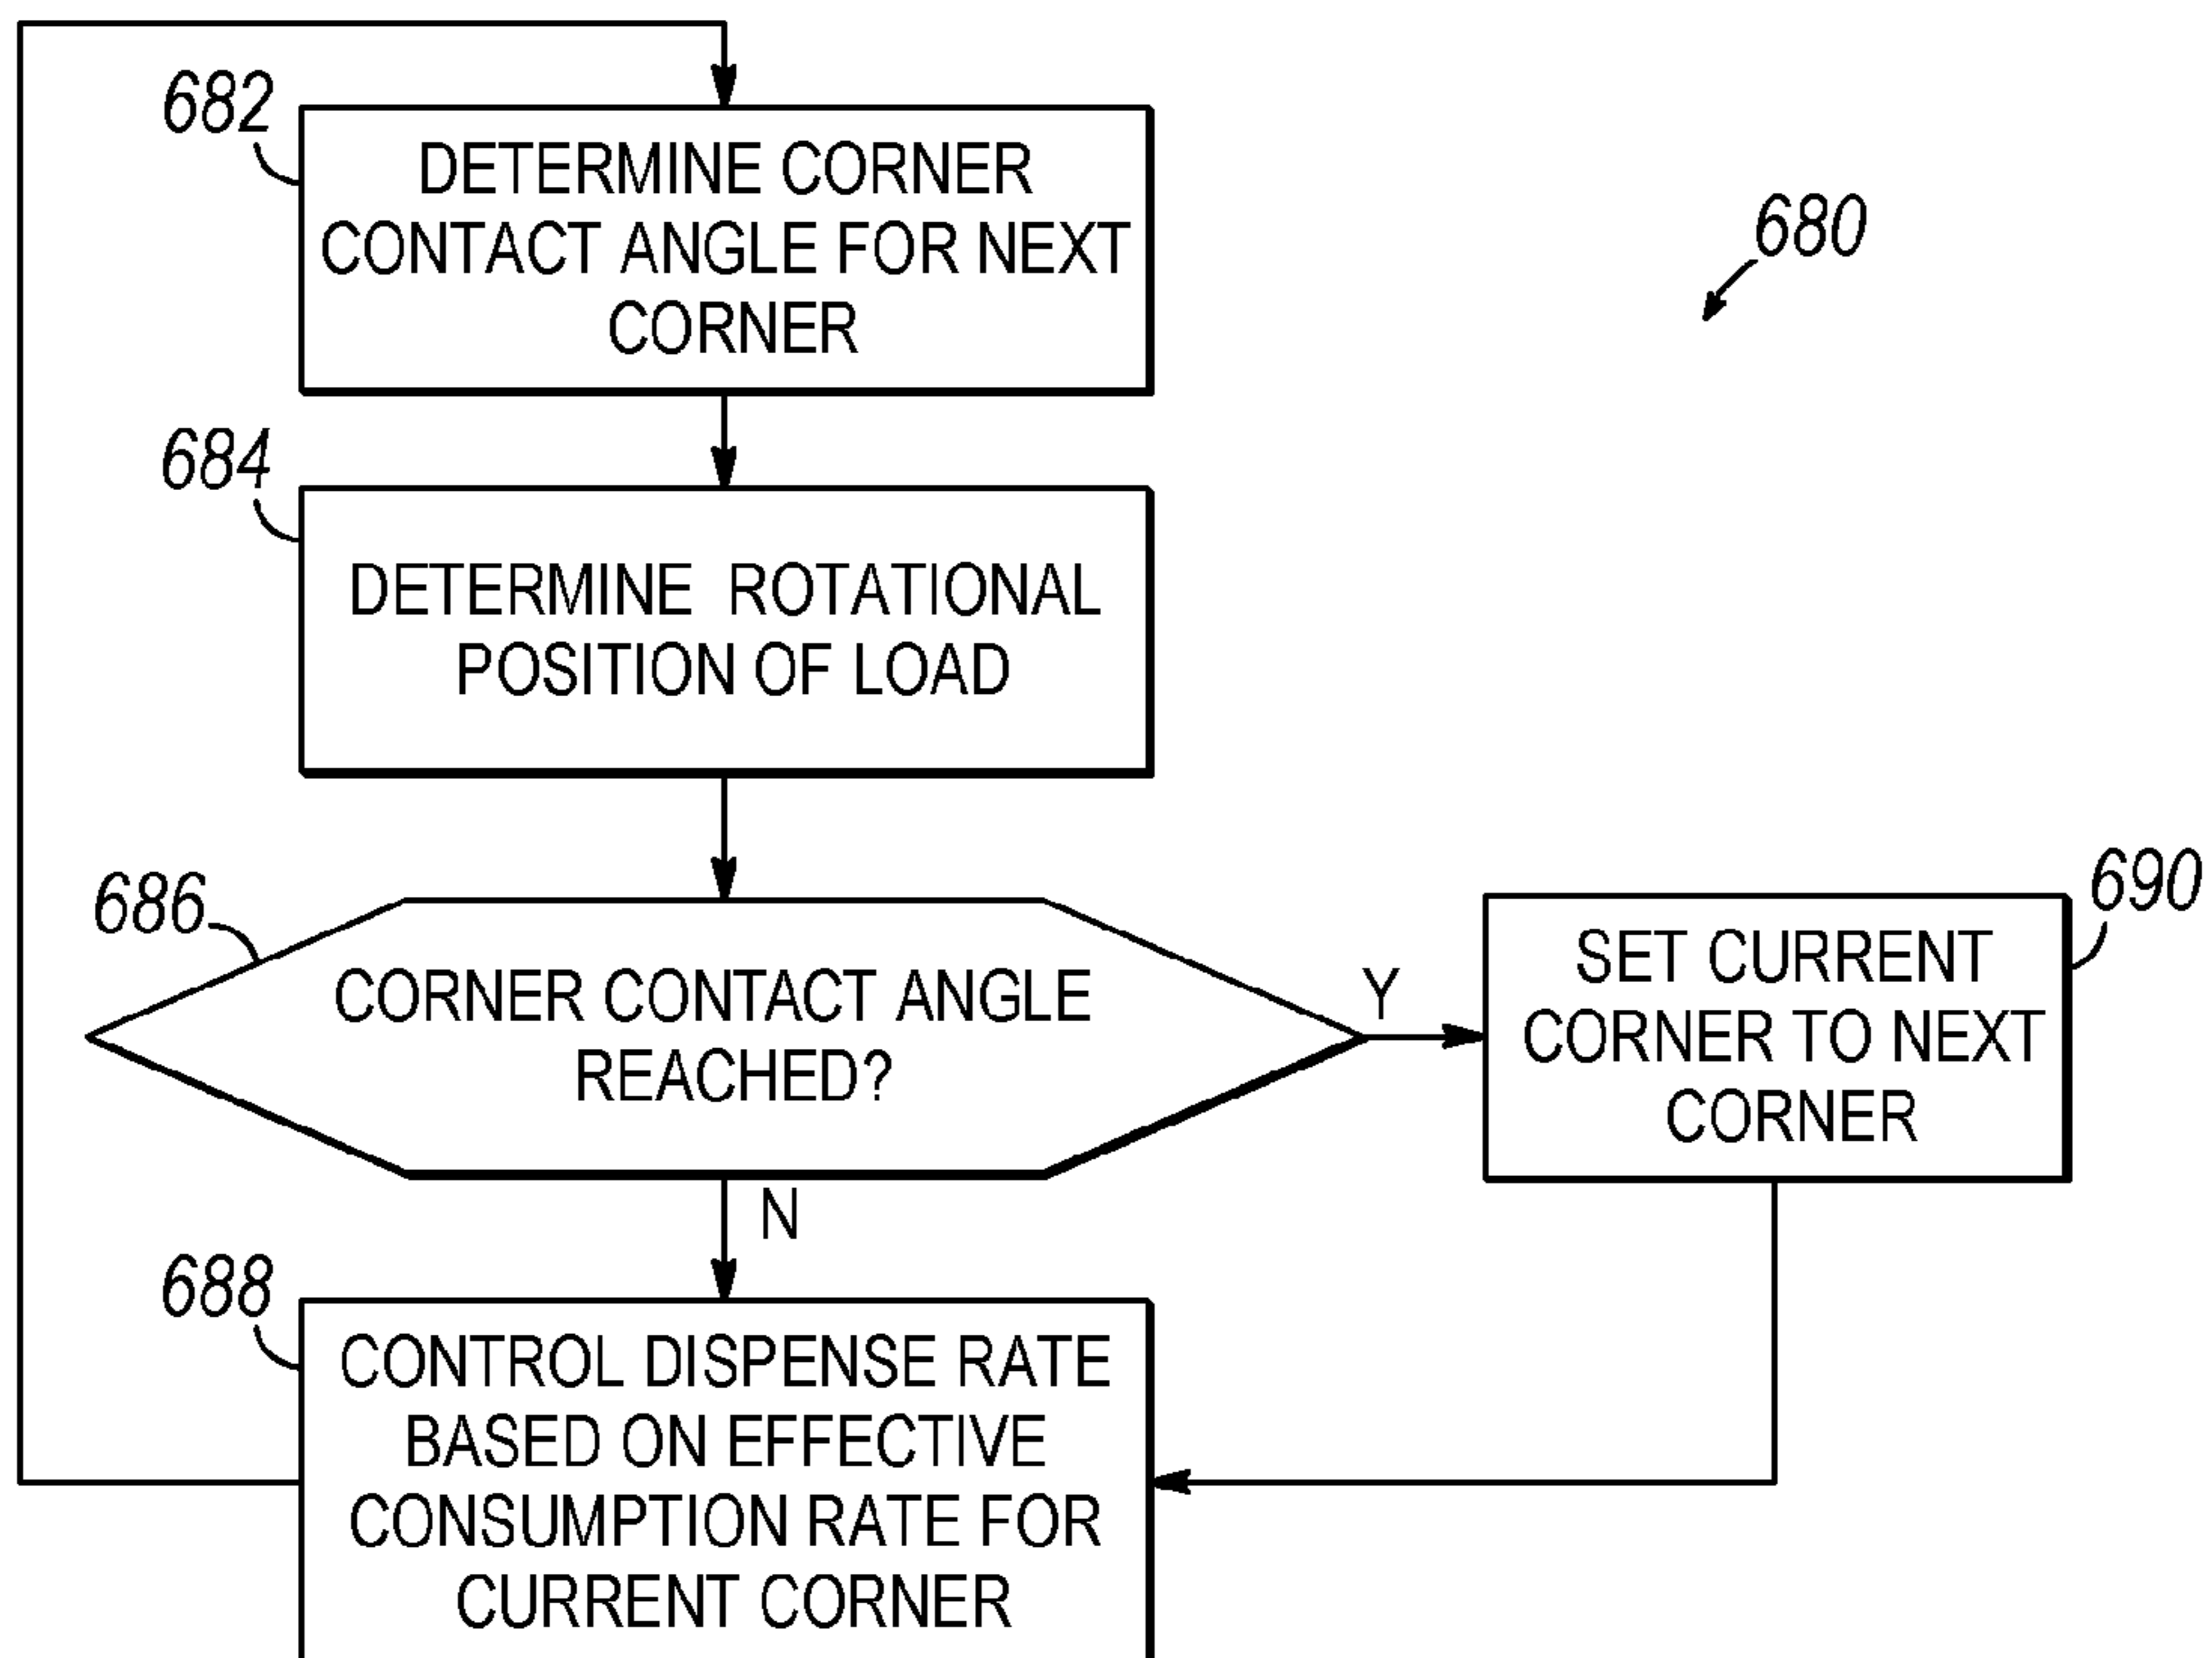 682
DETERMINE CORNER
CONTACT ANGLE FOR NEXT
CORNER
680
684
DETERMINE ROTATIONAL
POSITION OF LOAD
686
CORNER CONTACT ANGLE
REACHED?
Y
690
SET CURRENT
CORNER TO NEXT
CORNER
N
688
CONTROL DISPENSE RATE
BASED ON EFFECTIVE
CONSUMPTION RATE FOR
CURRENT CORNER